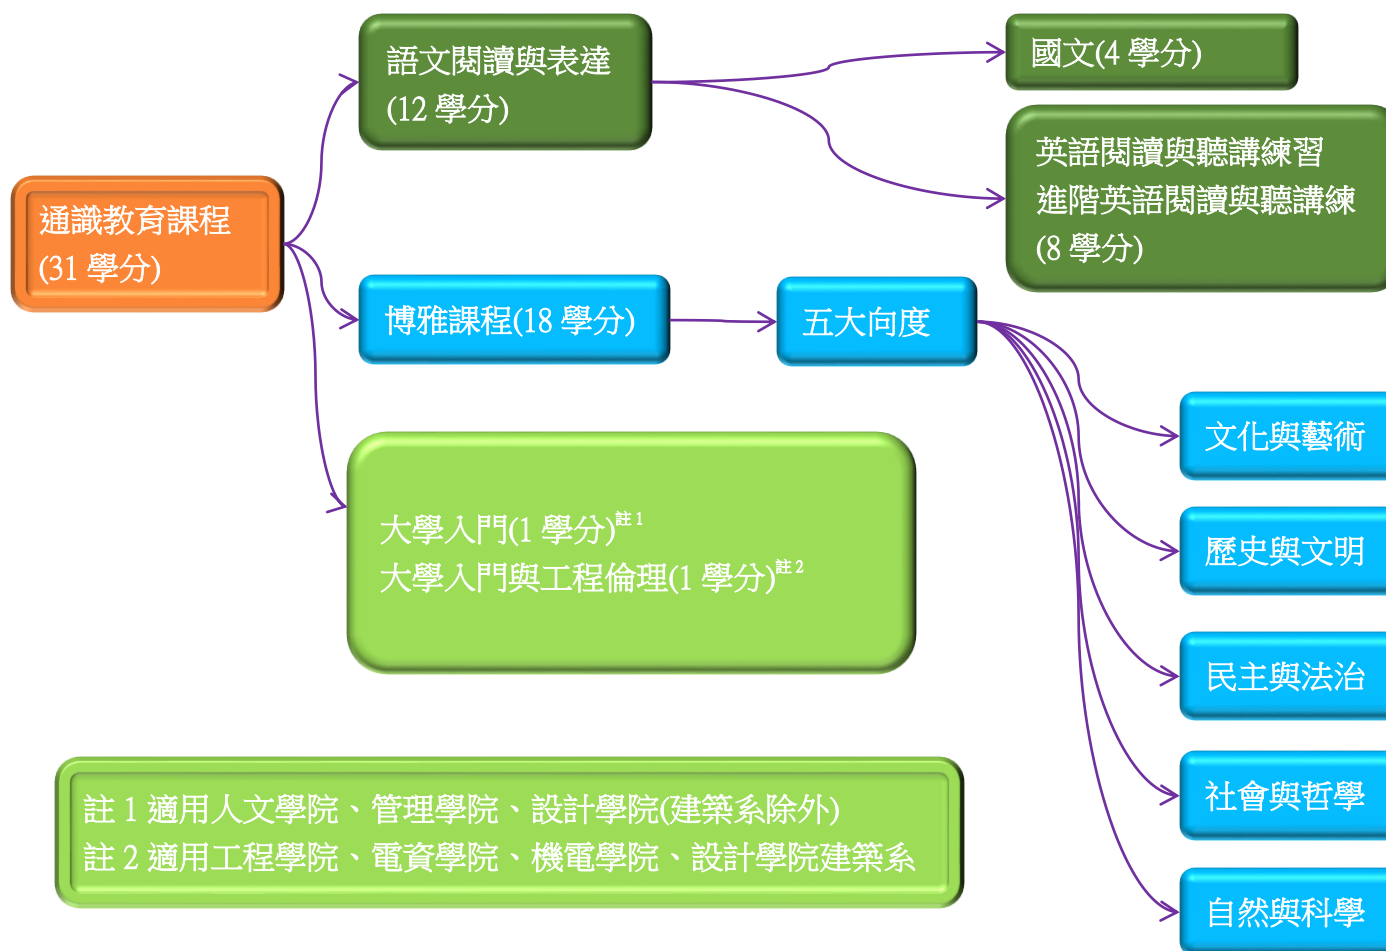 語文閱讀與表達
(12 學分)
國文(4 學分)
英語閱讀與聽講練習
進階英語閱讀與聽講練
(8 學分)
通識教育課程
(31 學分)
博雅課程(18 學分)
五大向度
文化與藝術
歷史與文明
民主與法治
社會與哲學
自然與科學
大學入門(1 學分)註 1
大學入門與工程倫理(1 學分)註 2
註 1 適用人文學院、管理學院、設計學院(建築系除外)
註 2 適用工程學院、電資學院、機電學院、設計學院建築系